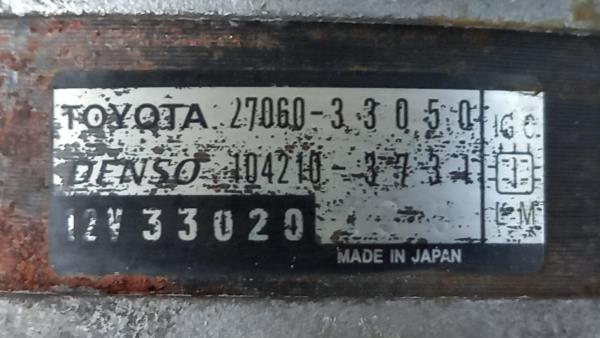 TOYOTA 27060-33050
DENSO 104210-3731
12V 33020
IG C
L M
MADE IN JAPAN